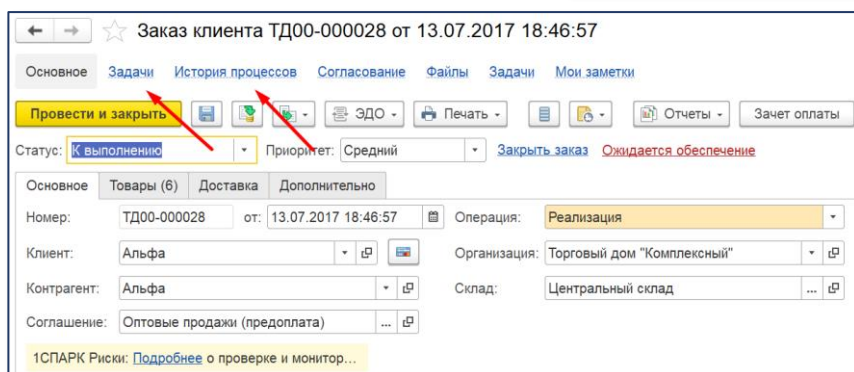 Заказ клиента ТД00-000028 от 13.07.2017 18:46:57
Основное Задачи История процессов Согласование Файлы Задачи Мои заметки
Провести и закрыть ЭДО Печать Отчеты Зачет оплаты
Статус: К выполнению Приоритет: Средний Закрыть заказ Ожидается обеспечение
Основное Товары (6) Доставка Дополнительно
Номер: ТД00-000028 от: 13.07.2017 18:46:57 Операция: Реализация
Клиент: Альфа Организация: Торговый дом "Комплексный"
Контрагент: Альфа Склад: Центральный склад
Соглашение: Оптовые продажи (предоплата)
1СПАРК Риски: Подробнее о проверке и монитор...